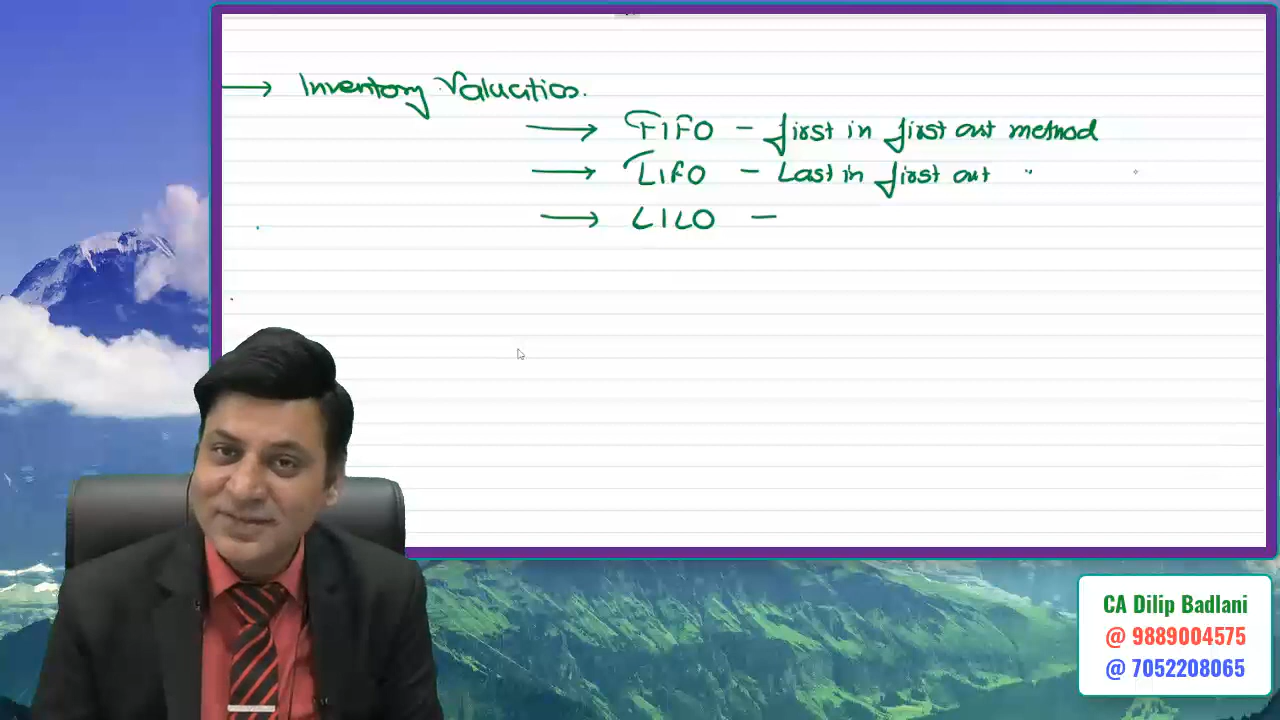 → Inventory Valuation.
→ FIFO - first in first out method
→ LIFO - Last in first out "
→ LILO -
CA Dilip Badlani
@ 9889004575
@ 7052208065